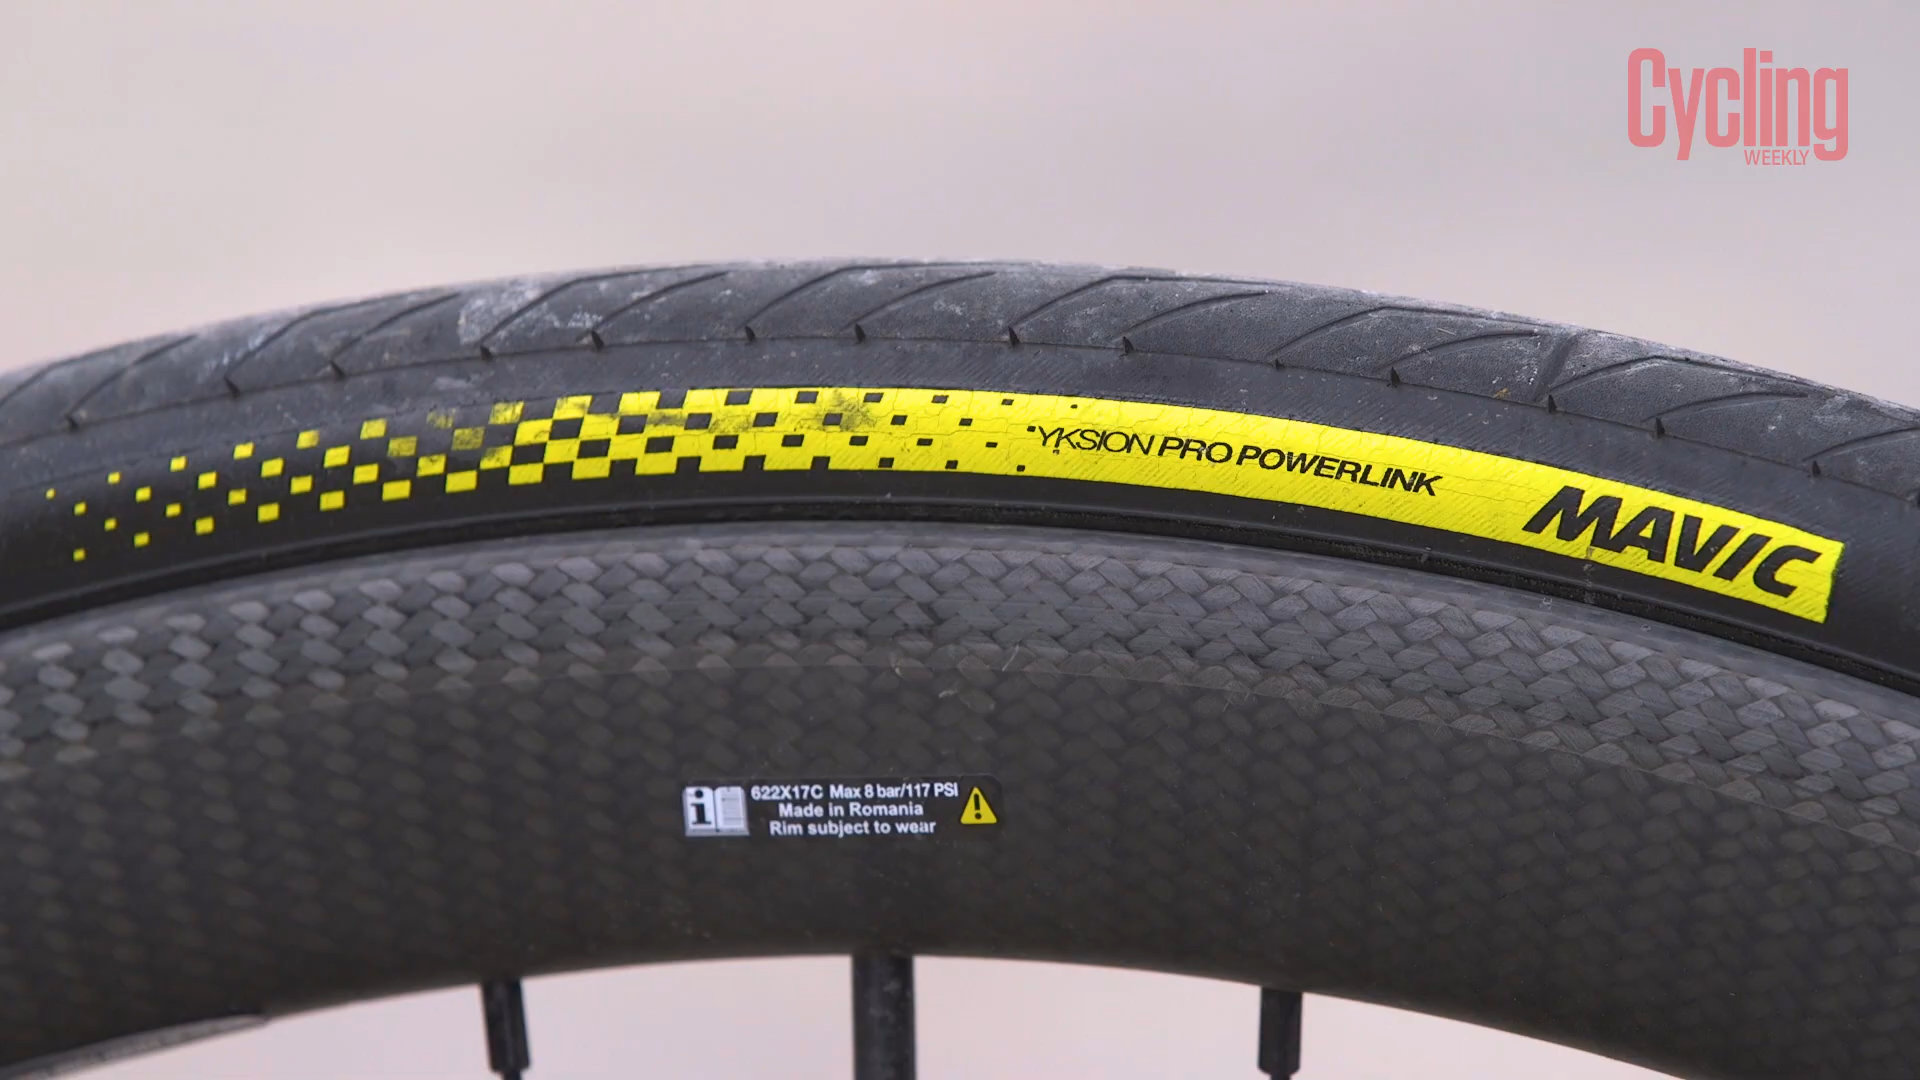 Cycling
WEEKLY
YKSION PRO POWERLINK
MAVIC
622X17C Max 8 bar/117 PSI
Made in Romania
Rim subject to wear